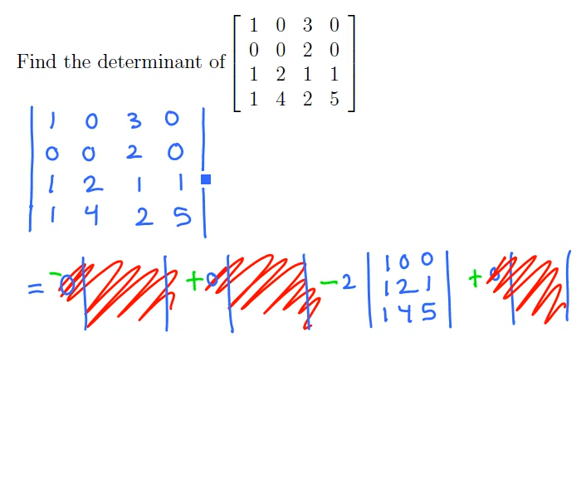 Find the determinant of
1 0 3 0
0 0 2 0
1 2 1 1
1 4 2 5
1 0 3 0
0 0 2 0
1 2 1 1
1 4 2 5
= - 0 + 0 - 2 + 0
1 0 0
1 2 1
1 4 5